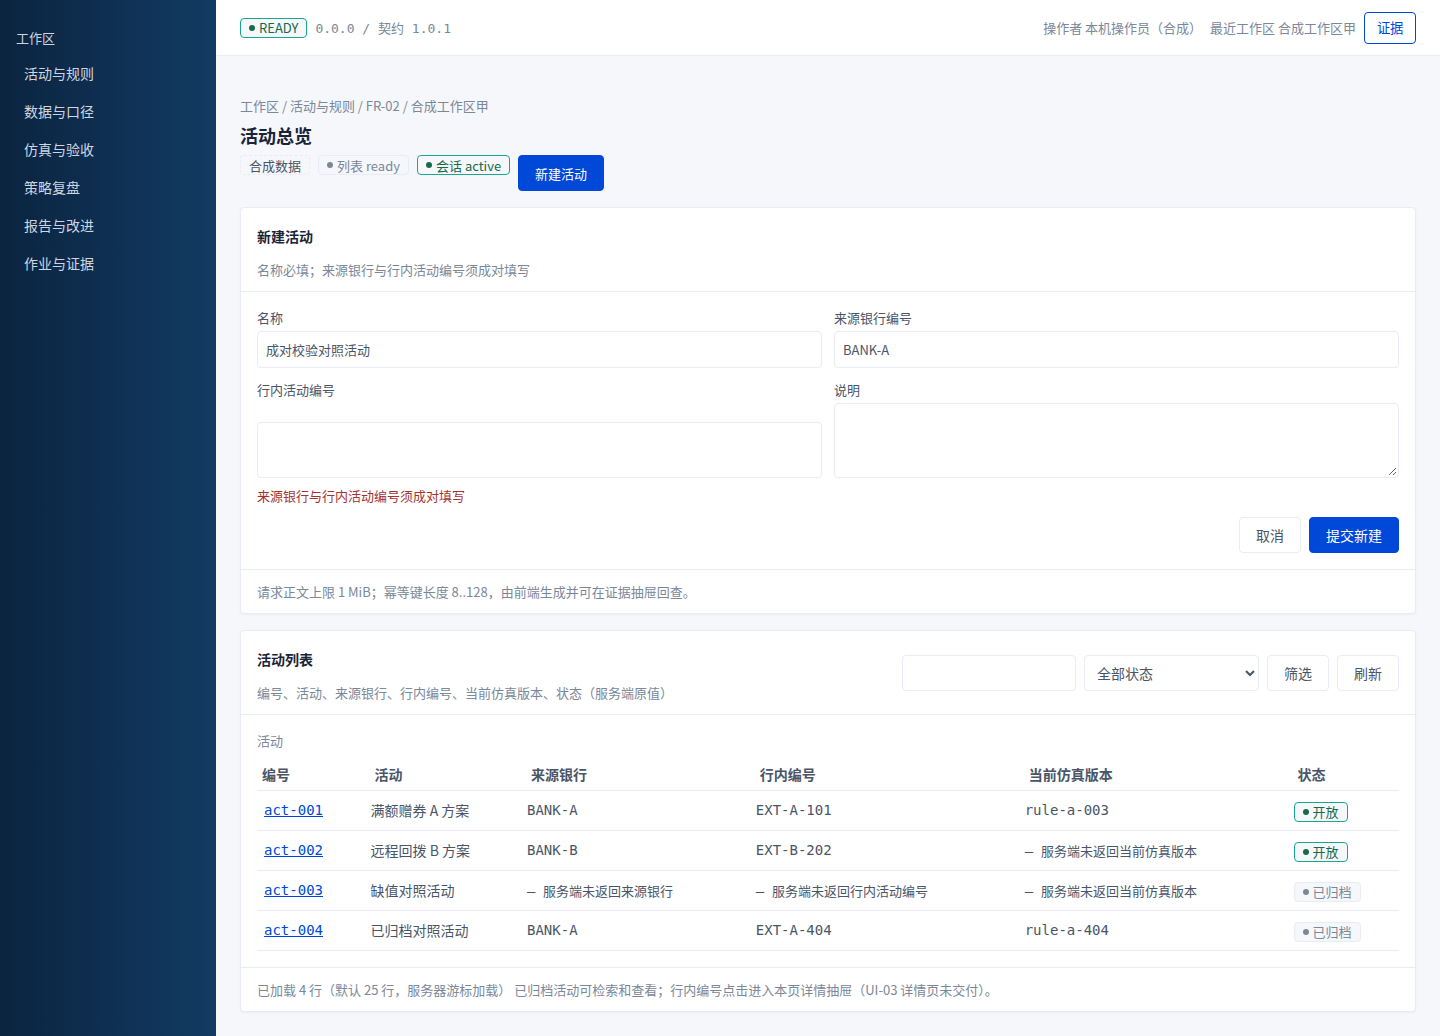 工作区
活动与规则
数据与口径
仿真与验收
策略复盘
报告与改进
作业与证据
READY 0.0.0 / 契约 1.0.1
操作者 本机操作员（合成） 最近工作区 合成工作区甲 证据
工作区 / 活动与规则 / FR-02 / 合成工作区甲
活动总览
合成数据 列表 ready 会话 active 新建活动
新建活动
名称必填；来源银行与行内活动编号须成对填写
名称 来源银行编号
成对校验对照活动 BANK-A
行内活动编号 说明
来源银行与行内活动编号须成对填写
取消 提交新建
请求正文上限 1 MiB；幂等键长度 8..128，由前端生成并可在证据抽屉回查。
活动列表
全部状态 筛选 刷新
编号、活动、来源银行、行内编号、当前仿真版本、状态（服务端原值）
活动
编号 活动 来源银行 行内编号 当前仿真版本 状态
act-001 满额赠券 A 方案 BANK-A EXT-A-101 rule-a-003 开放
act-002 远程回拨 B 方案 BANK-B EXT-B-202 — 服务端未返回当前仿真版本 开放
act-003 缺值对照活动 — 服务端未返回来源银行 — 服务端未返回行内活动编号 — 服务端未返回当前仿真版本 已归档
act-004 已归档对照活动 BANK-A EXT-A-404 rule-a-404 已归档
已加载 4 行（默认 25 行，服务器游标加载） 已归档活动可检索和查看；行内编号点击进入本页详情抽屉（UI-03 详情页未交付）。